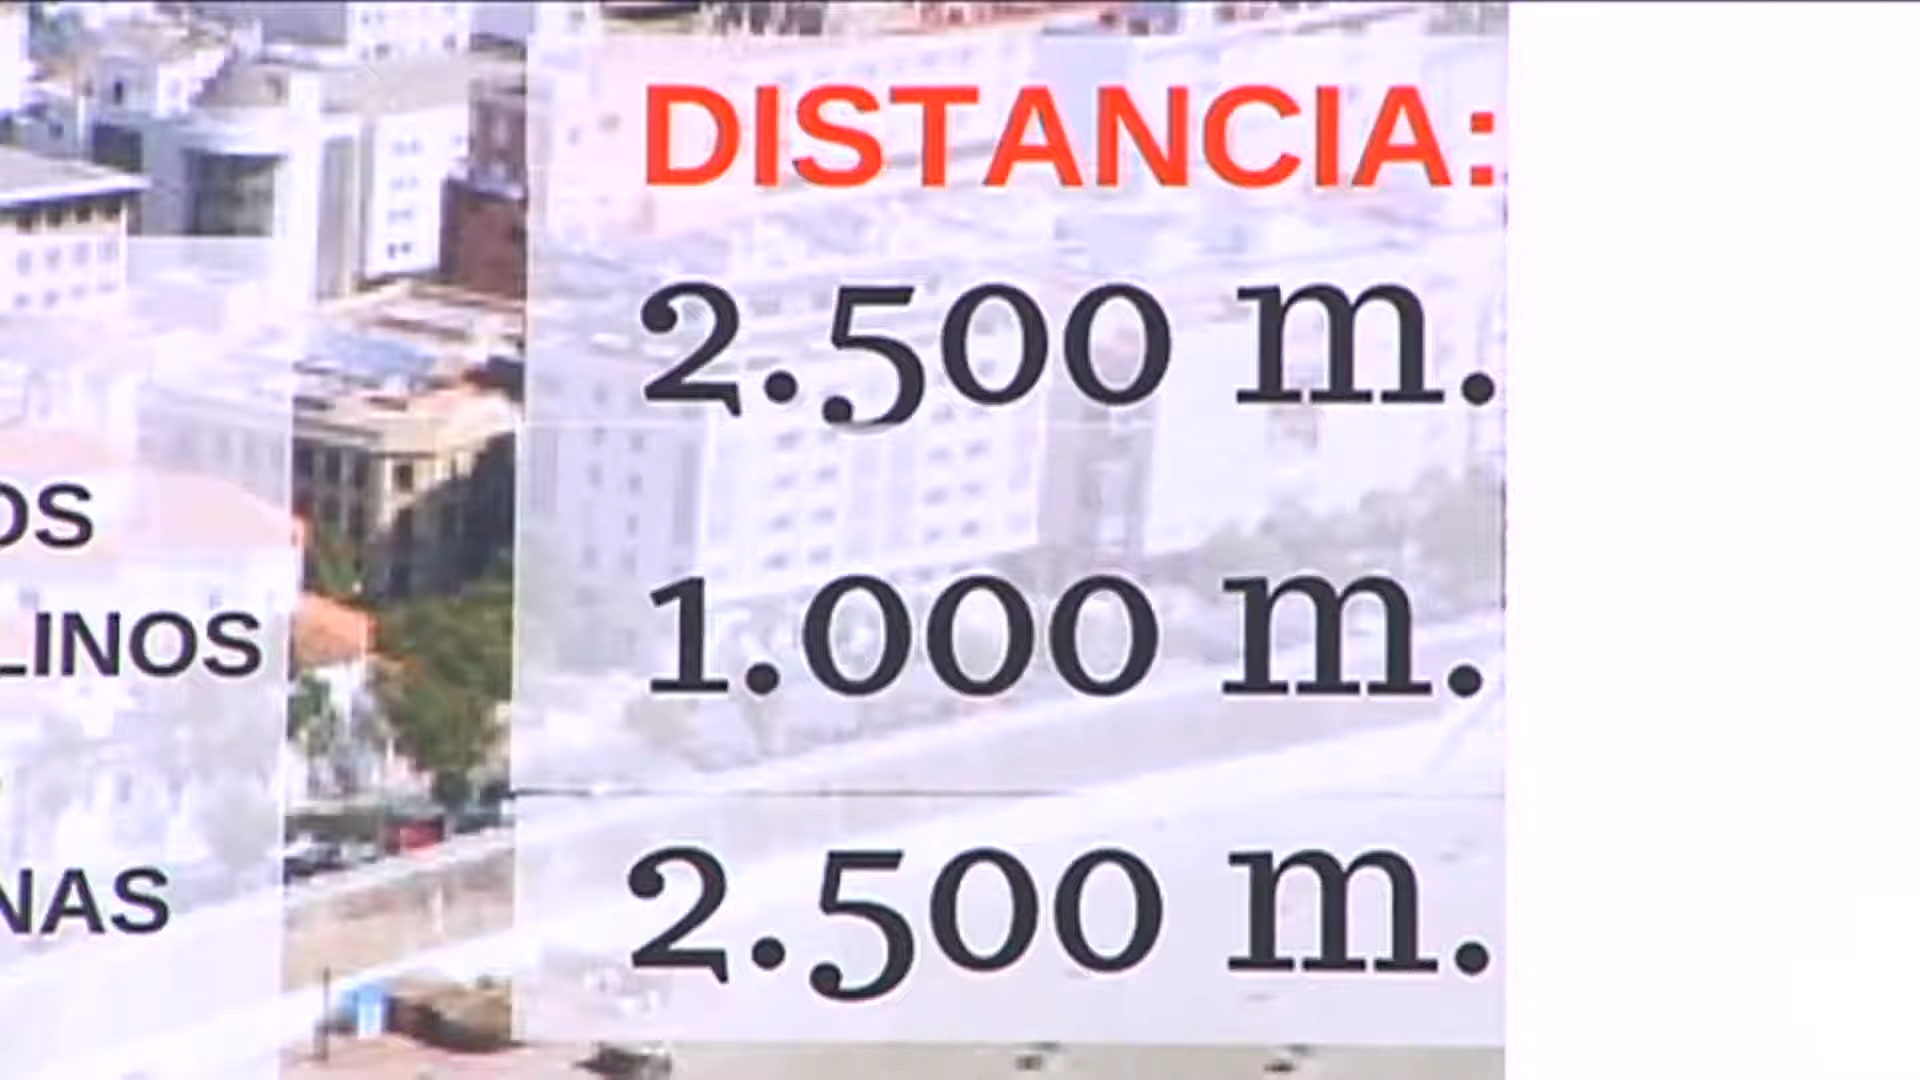 DISTANCIA:
2.500 m.
OS
1.000 m.
LINOS
2.500 m.
NAS